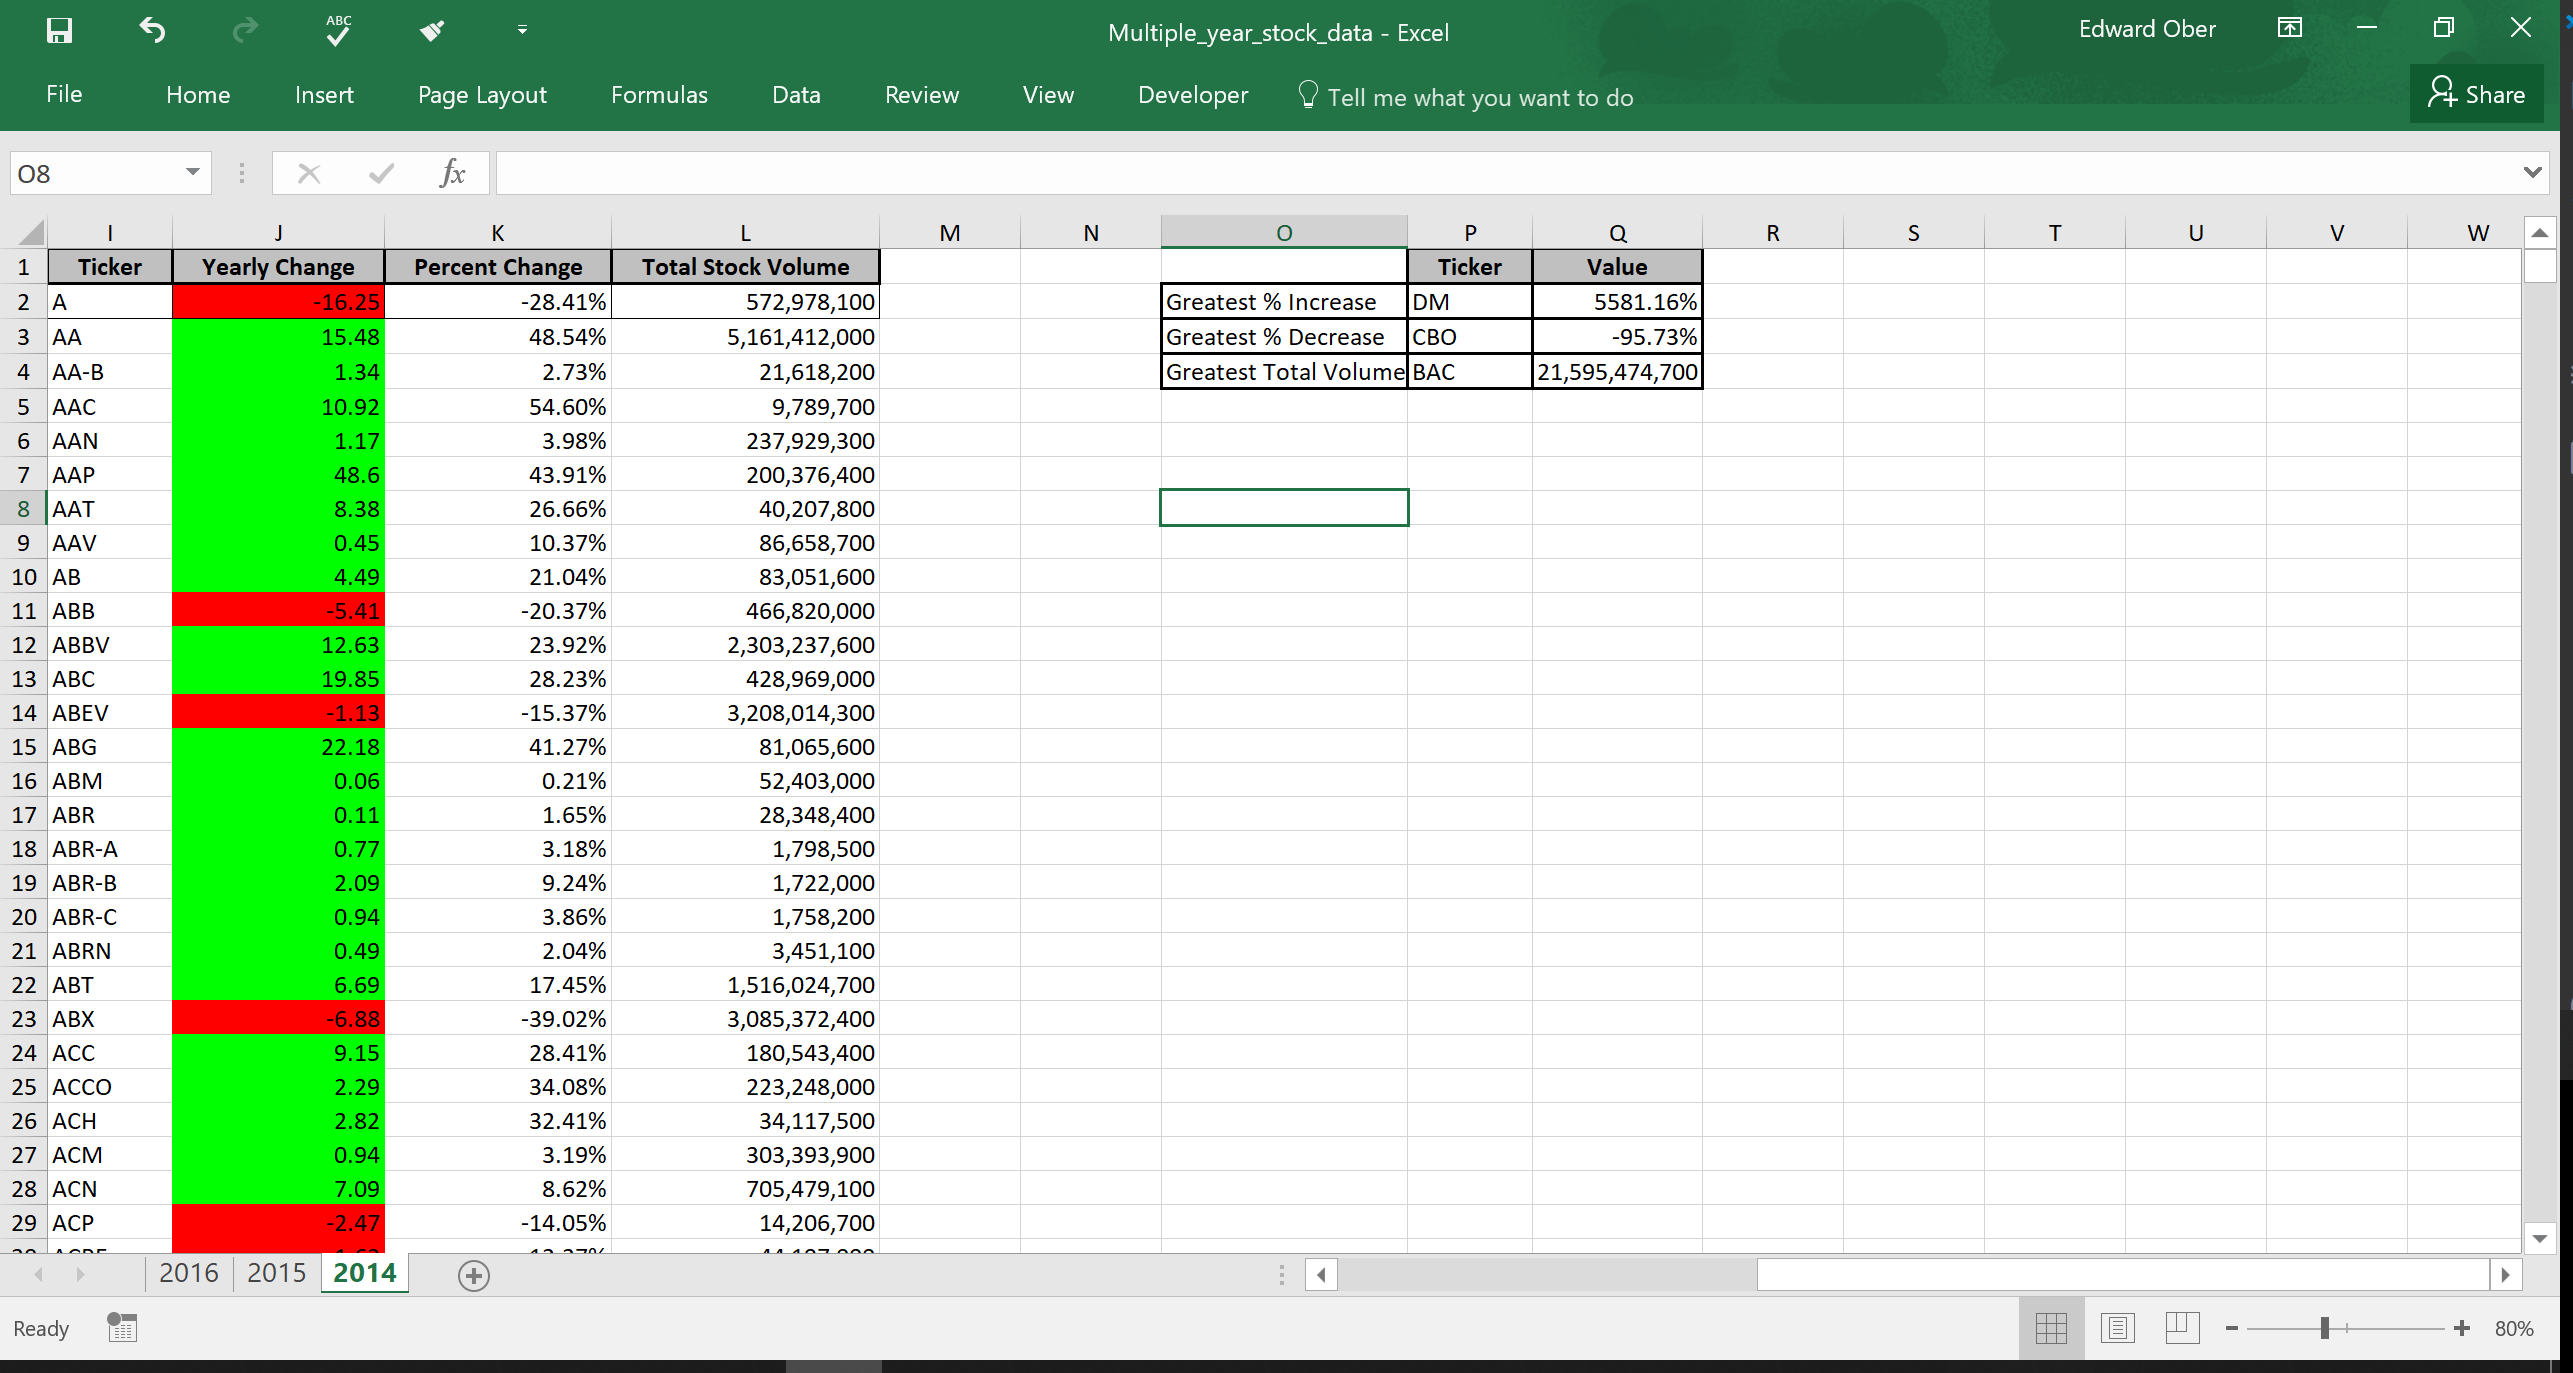 ABC
Multiple_year_stock_data - Excel
Edward Ober
File Home Insert Page Layout Formulas Data Review View Developer Tell me what you want to do Share
O8 fx
I J K L M N O P Q R S T U V W
1 Ticker Yearly Change Percent Change Total Stock Volume Ticker Value
2 A -16.25 -28.41% 572,978,100 Greatest % Increase DM 5581.16%
3 AA 15.48 48.54% 5,161,412,000 Greatest % Decrease CBO -95.73%
4 AA-B 1.34 2.73% 21,618,200 Greatest Total Volume BAC 21,595,474,700
5 AAC 10.92 54.60% 9,789,700
6 AAN 1.17 3.98% 237,929,300
7 AAP 48.6 43.91% 200,376,400
8 AAT 8.38 26.66% 40,207,800
9 AAV 0.45 10.37% 86,658,700
10 AB 4.49 21.04% 83,051,600
11 ABB -5.41 -20.37% 466,820,000
12 ABBV 12.63 23.92% 2,303,237,600
13 ABC 19.85 28.23% 428,969,000
14 ABEV -1.13 -15.37% 3,208,014,300
15 ABG 22.18 41.27% 81,065,600
16 ABM 0.06 0.21% 52,403,000
17 ABR 0.11 1.65% 28,348,400
18 ABR-A 0.77 3.18% 1,798,500
19 ABR-B 2.09 9.24% 1,722,000
20 ABR-C 0.94 3.86% 1,758,200
21 ABRN 0.49 2.04% 3,451,100
22 ABT 6.69 17.45% 1,516,024,700
23 ABX -6.88 -39.02% 3,085,372,400
24 ACC 9.15 28.41% 180,543,400
25 ACCO 2.29 34.08% 223,248,000
26 ACH 2.82 32.41% 34,117,500
27 ACM 0.94 3.19% 303,393,900
28 ACN 7.09 8.62% 705,479,100
29 ACP -2.47 -14.05% 14,206,700
2016 2015 2014
Ready 80%